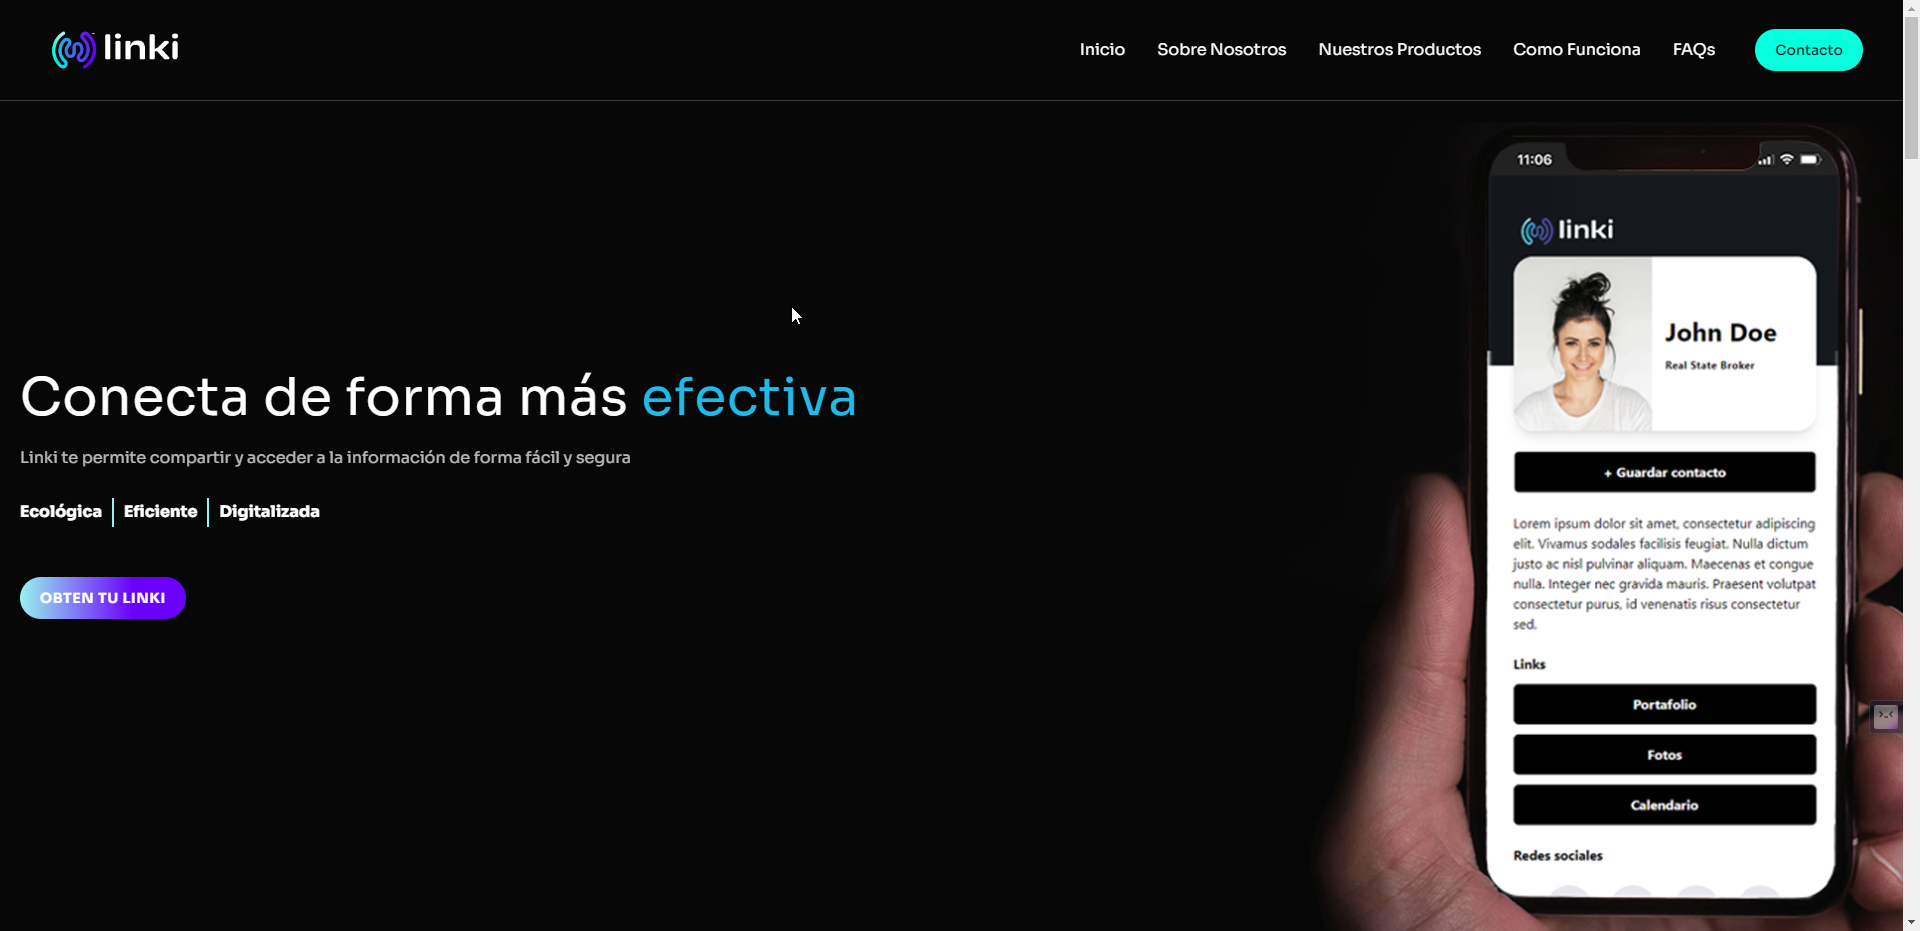 linki
Inicio
Sobre Nosotros
Nuestros Productos
Como Funciona
FAQs
Contacto
Conecta de forma más efectiva
Linki te permite compartir y acceder a la información de forma fácil y segura
Ecológica
Eficiente
Digitalizada
OBTEN TU LINKI
11:06
linki
John Doe
Real State Broker
+ Guardar contacto
Lorem ipsum dolor sit amet, consectetur adipiscing
elit. Vivamus sodales facilisis feugiat. Nulla dictum
justo ac nisl pulvinar aliquam. Maecenas et congue
nulla. Integer nec gravida mauris. Praesent volutpat
consectetur purus, id venenatis risus consectetur
sed.
Links
Portafolio
Fotos
Calendario
Redes sociales